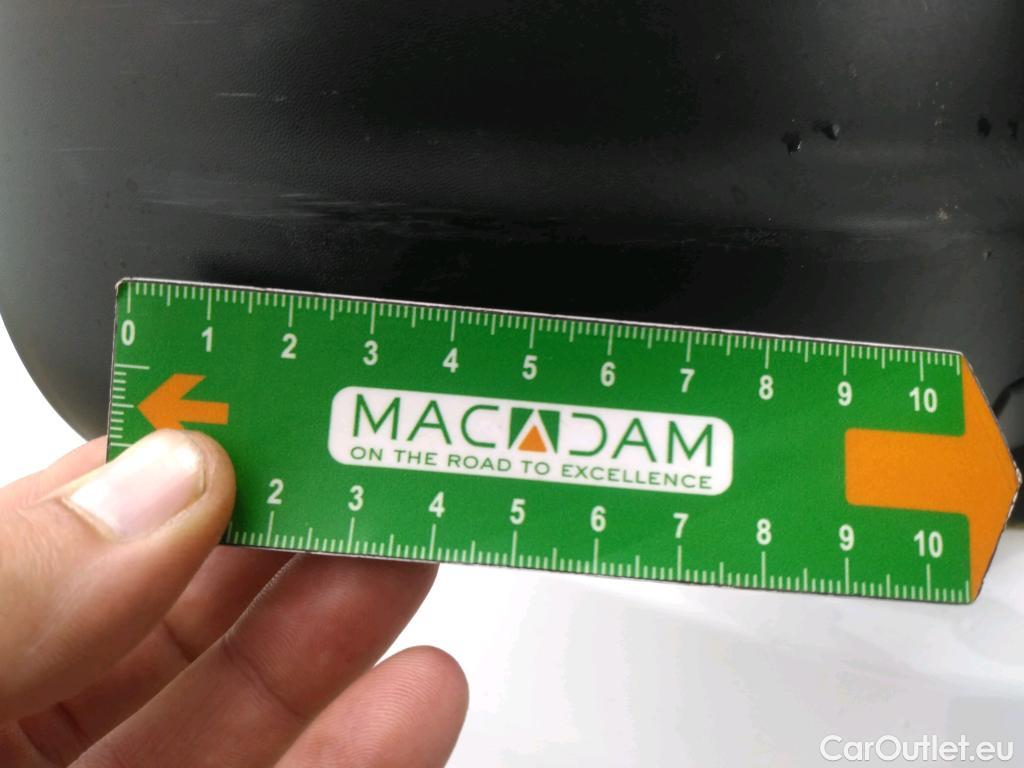 0 1 2 3 4 5 6 7 8 9 10
MACADAM
ON THE ROAD TO EXCELLENCE
2 3 4 5 6 7 8 9 10
CarOutlet.eu